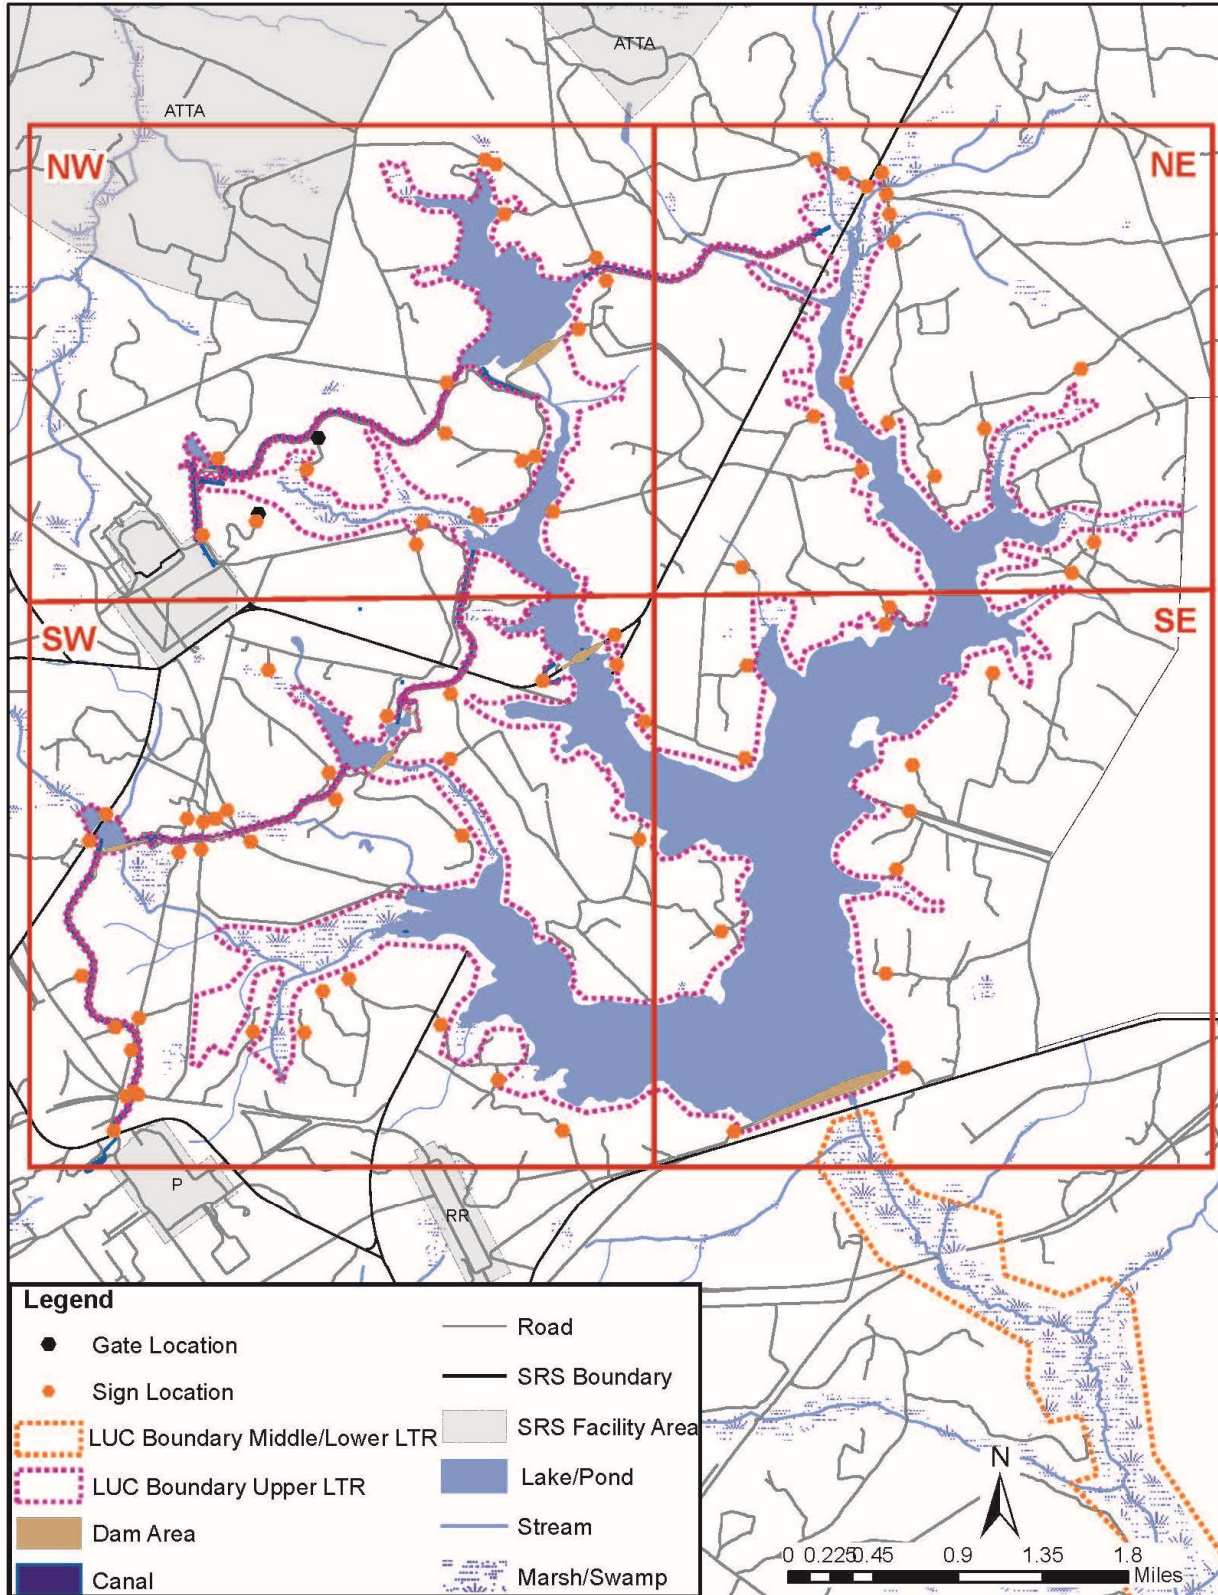 ATTA
ATTA
NW
NE
SW
SE
P
RR
Legend
Gate Location
Sign Location
LUC Boundary Middle/Lower LTR
LUC Boundary Upper LTR
Dam Area
Canal
Road
SRS Boundary
SRS Facility Area
Lake/Pond
Stream
Marsh/Swamp
N
0 0.225 0.45 0.9 1.35 1.8
Miles